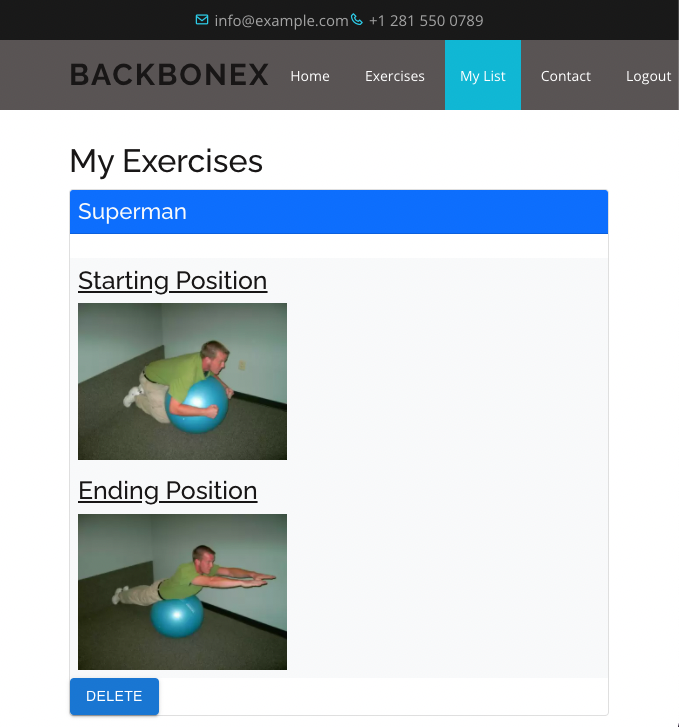 info@example.com +1 281 550 0789
BACKBONEX Home Exercises My List Contact Logout
My Exercises
Superman
Starting Position
Ending Position
DELETE